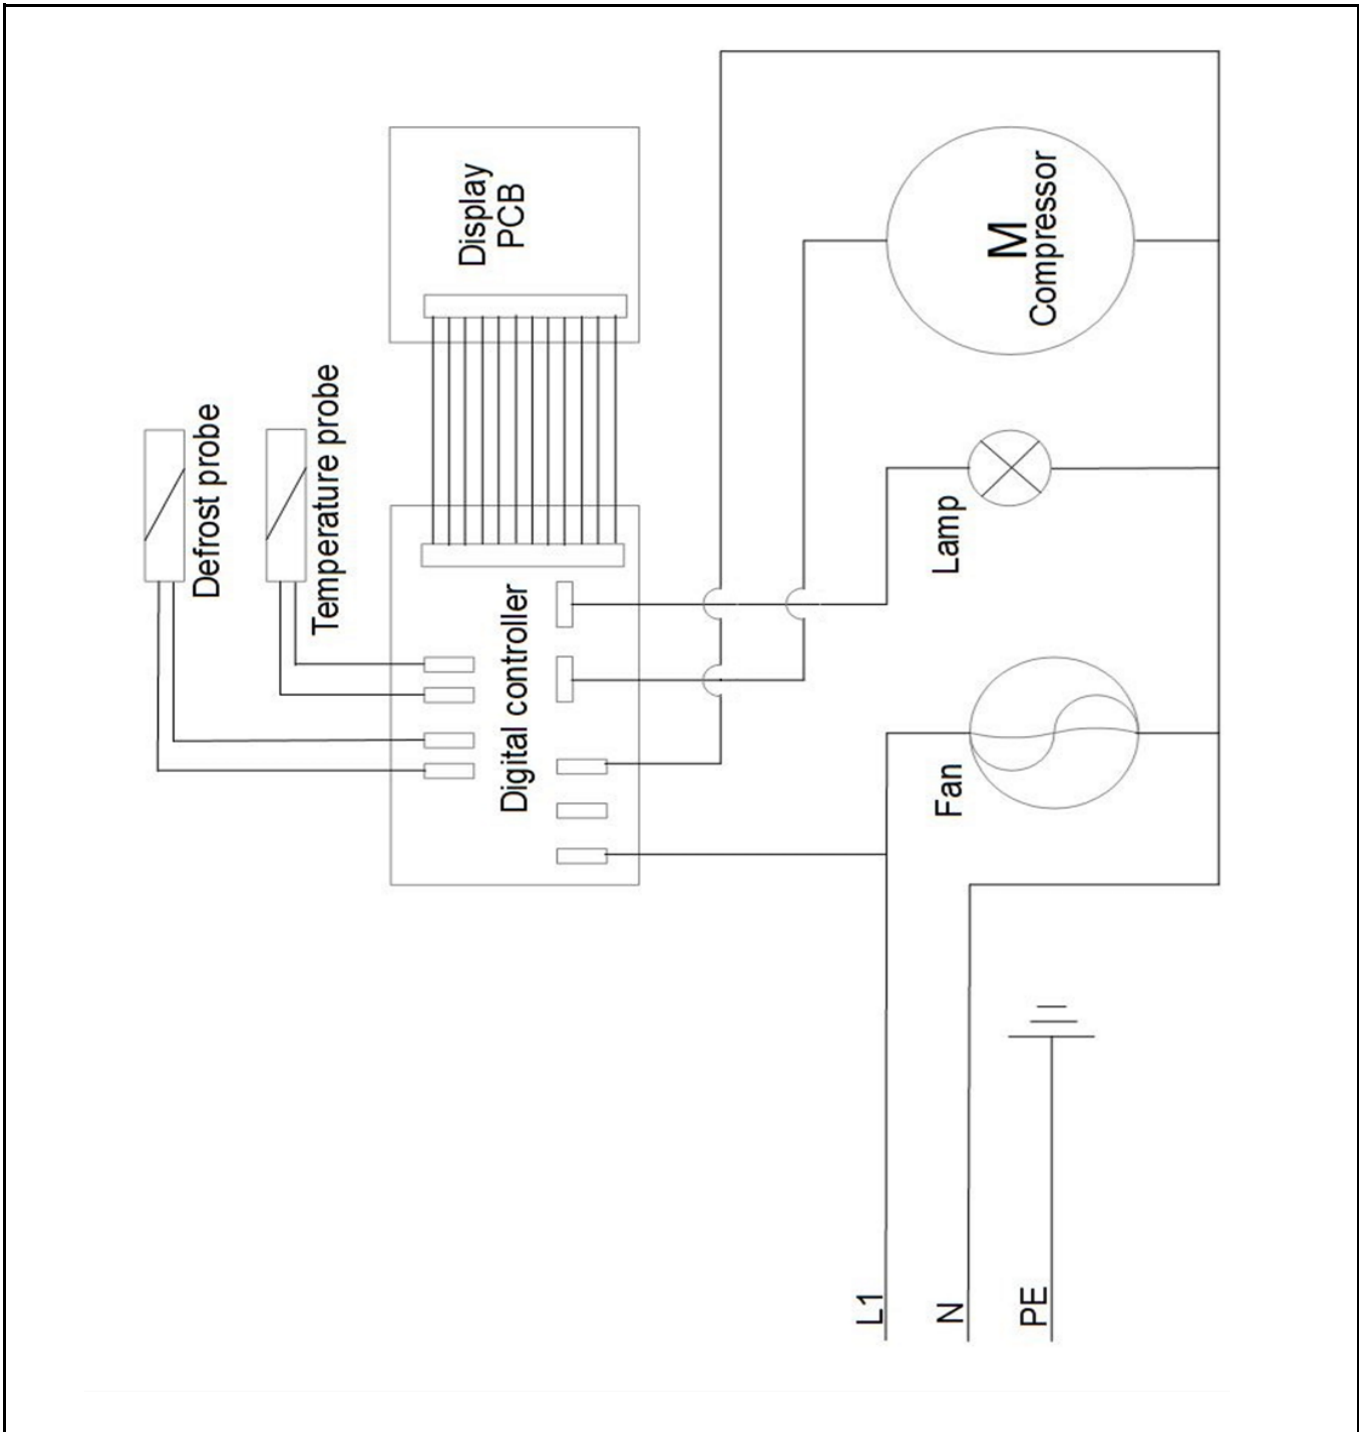 Defrost probe
Temperature probe
Display
PCB
Digital controller
M
Compressor
Lamp
Fan
L1
N
PE